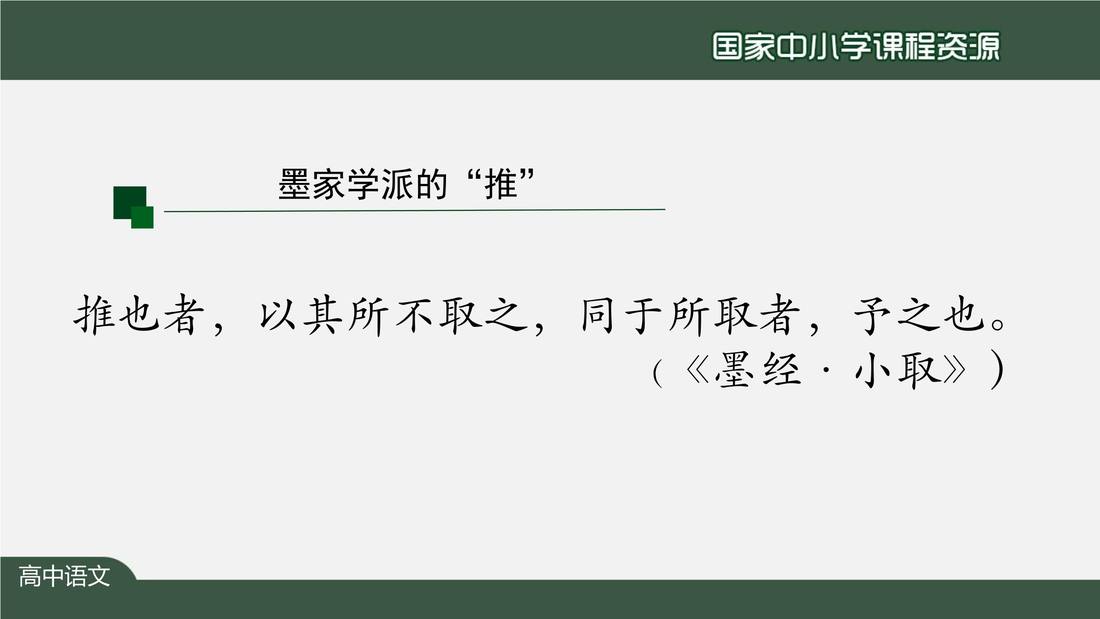 国家中小学课程资源
墨家学派的“推”
推也者，以其所不取之，同于所取者，予之也。
（《墨经·小取》）
高中语文